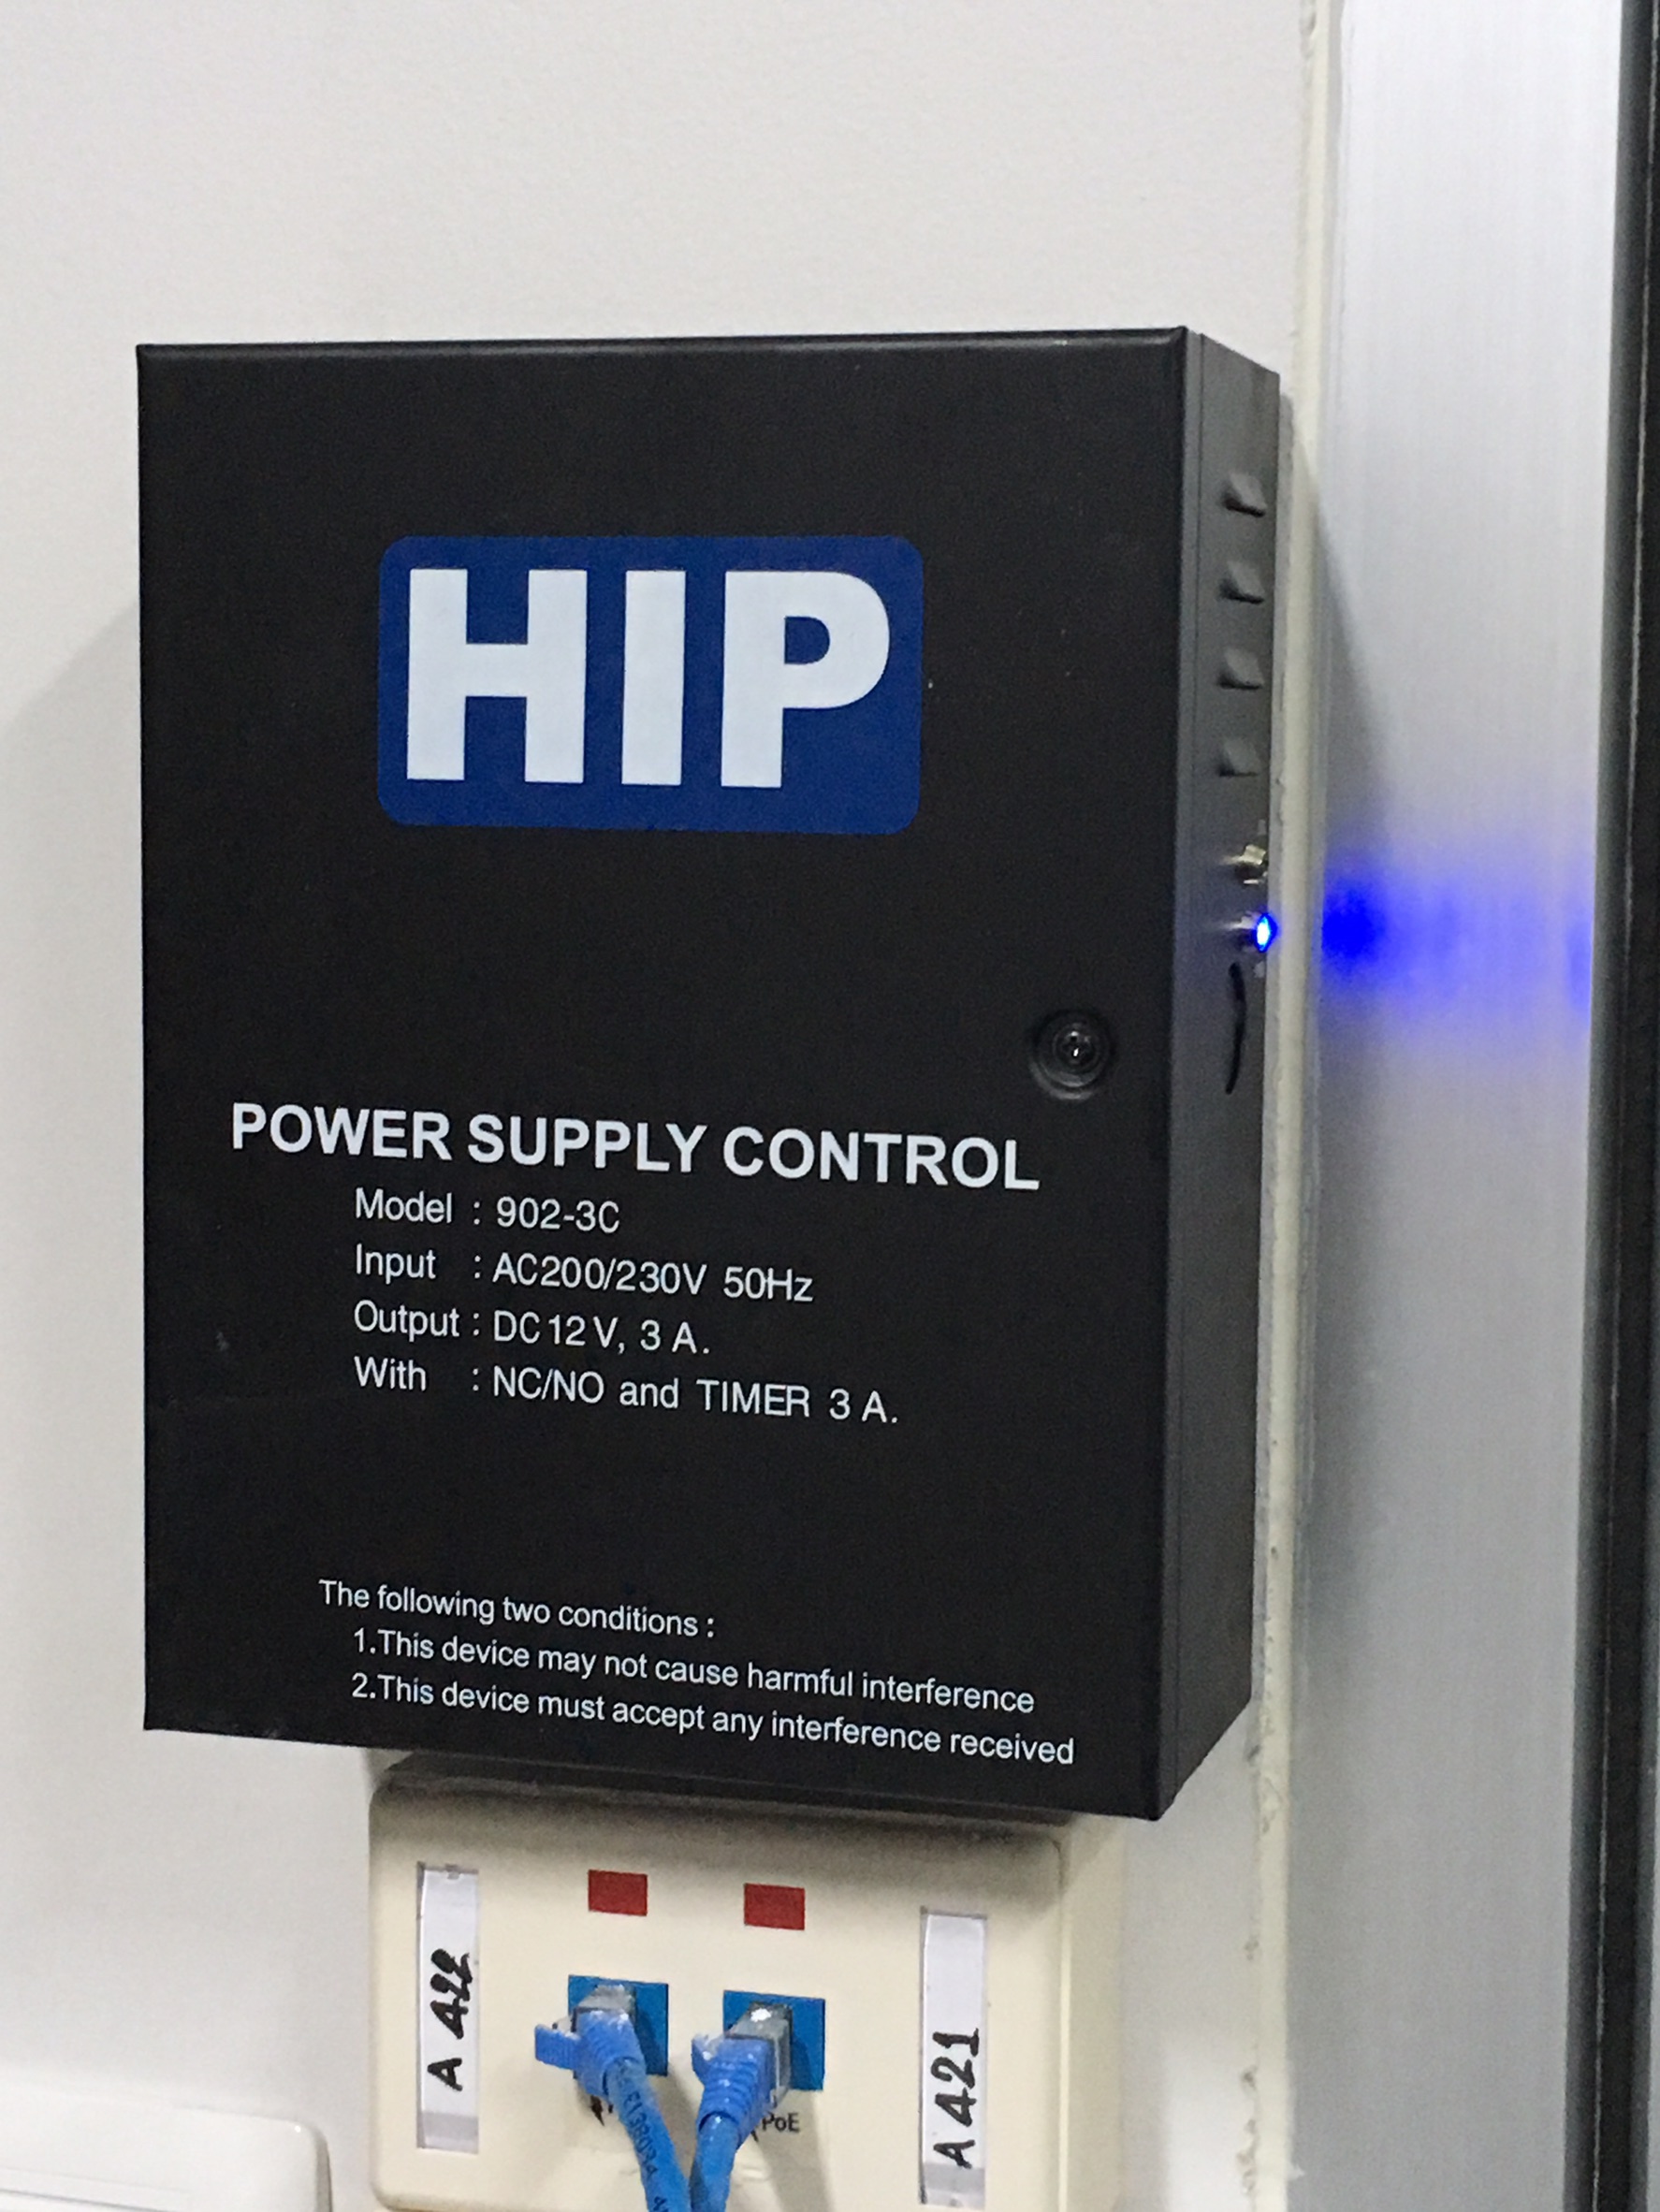 HIP
POWER SUPPLY CONTROL
Model : 902-3C
Input : AC200/230V 50Hz
Output : DC12V, 3 A.
With : NC/NO and TIMER 3 A.
The following two conditions :
1.This device may not cause harmful interference
2.This device must accept any interference received
A 422
A 421
PoE